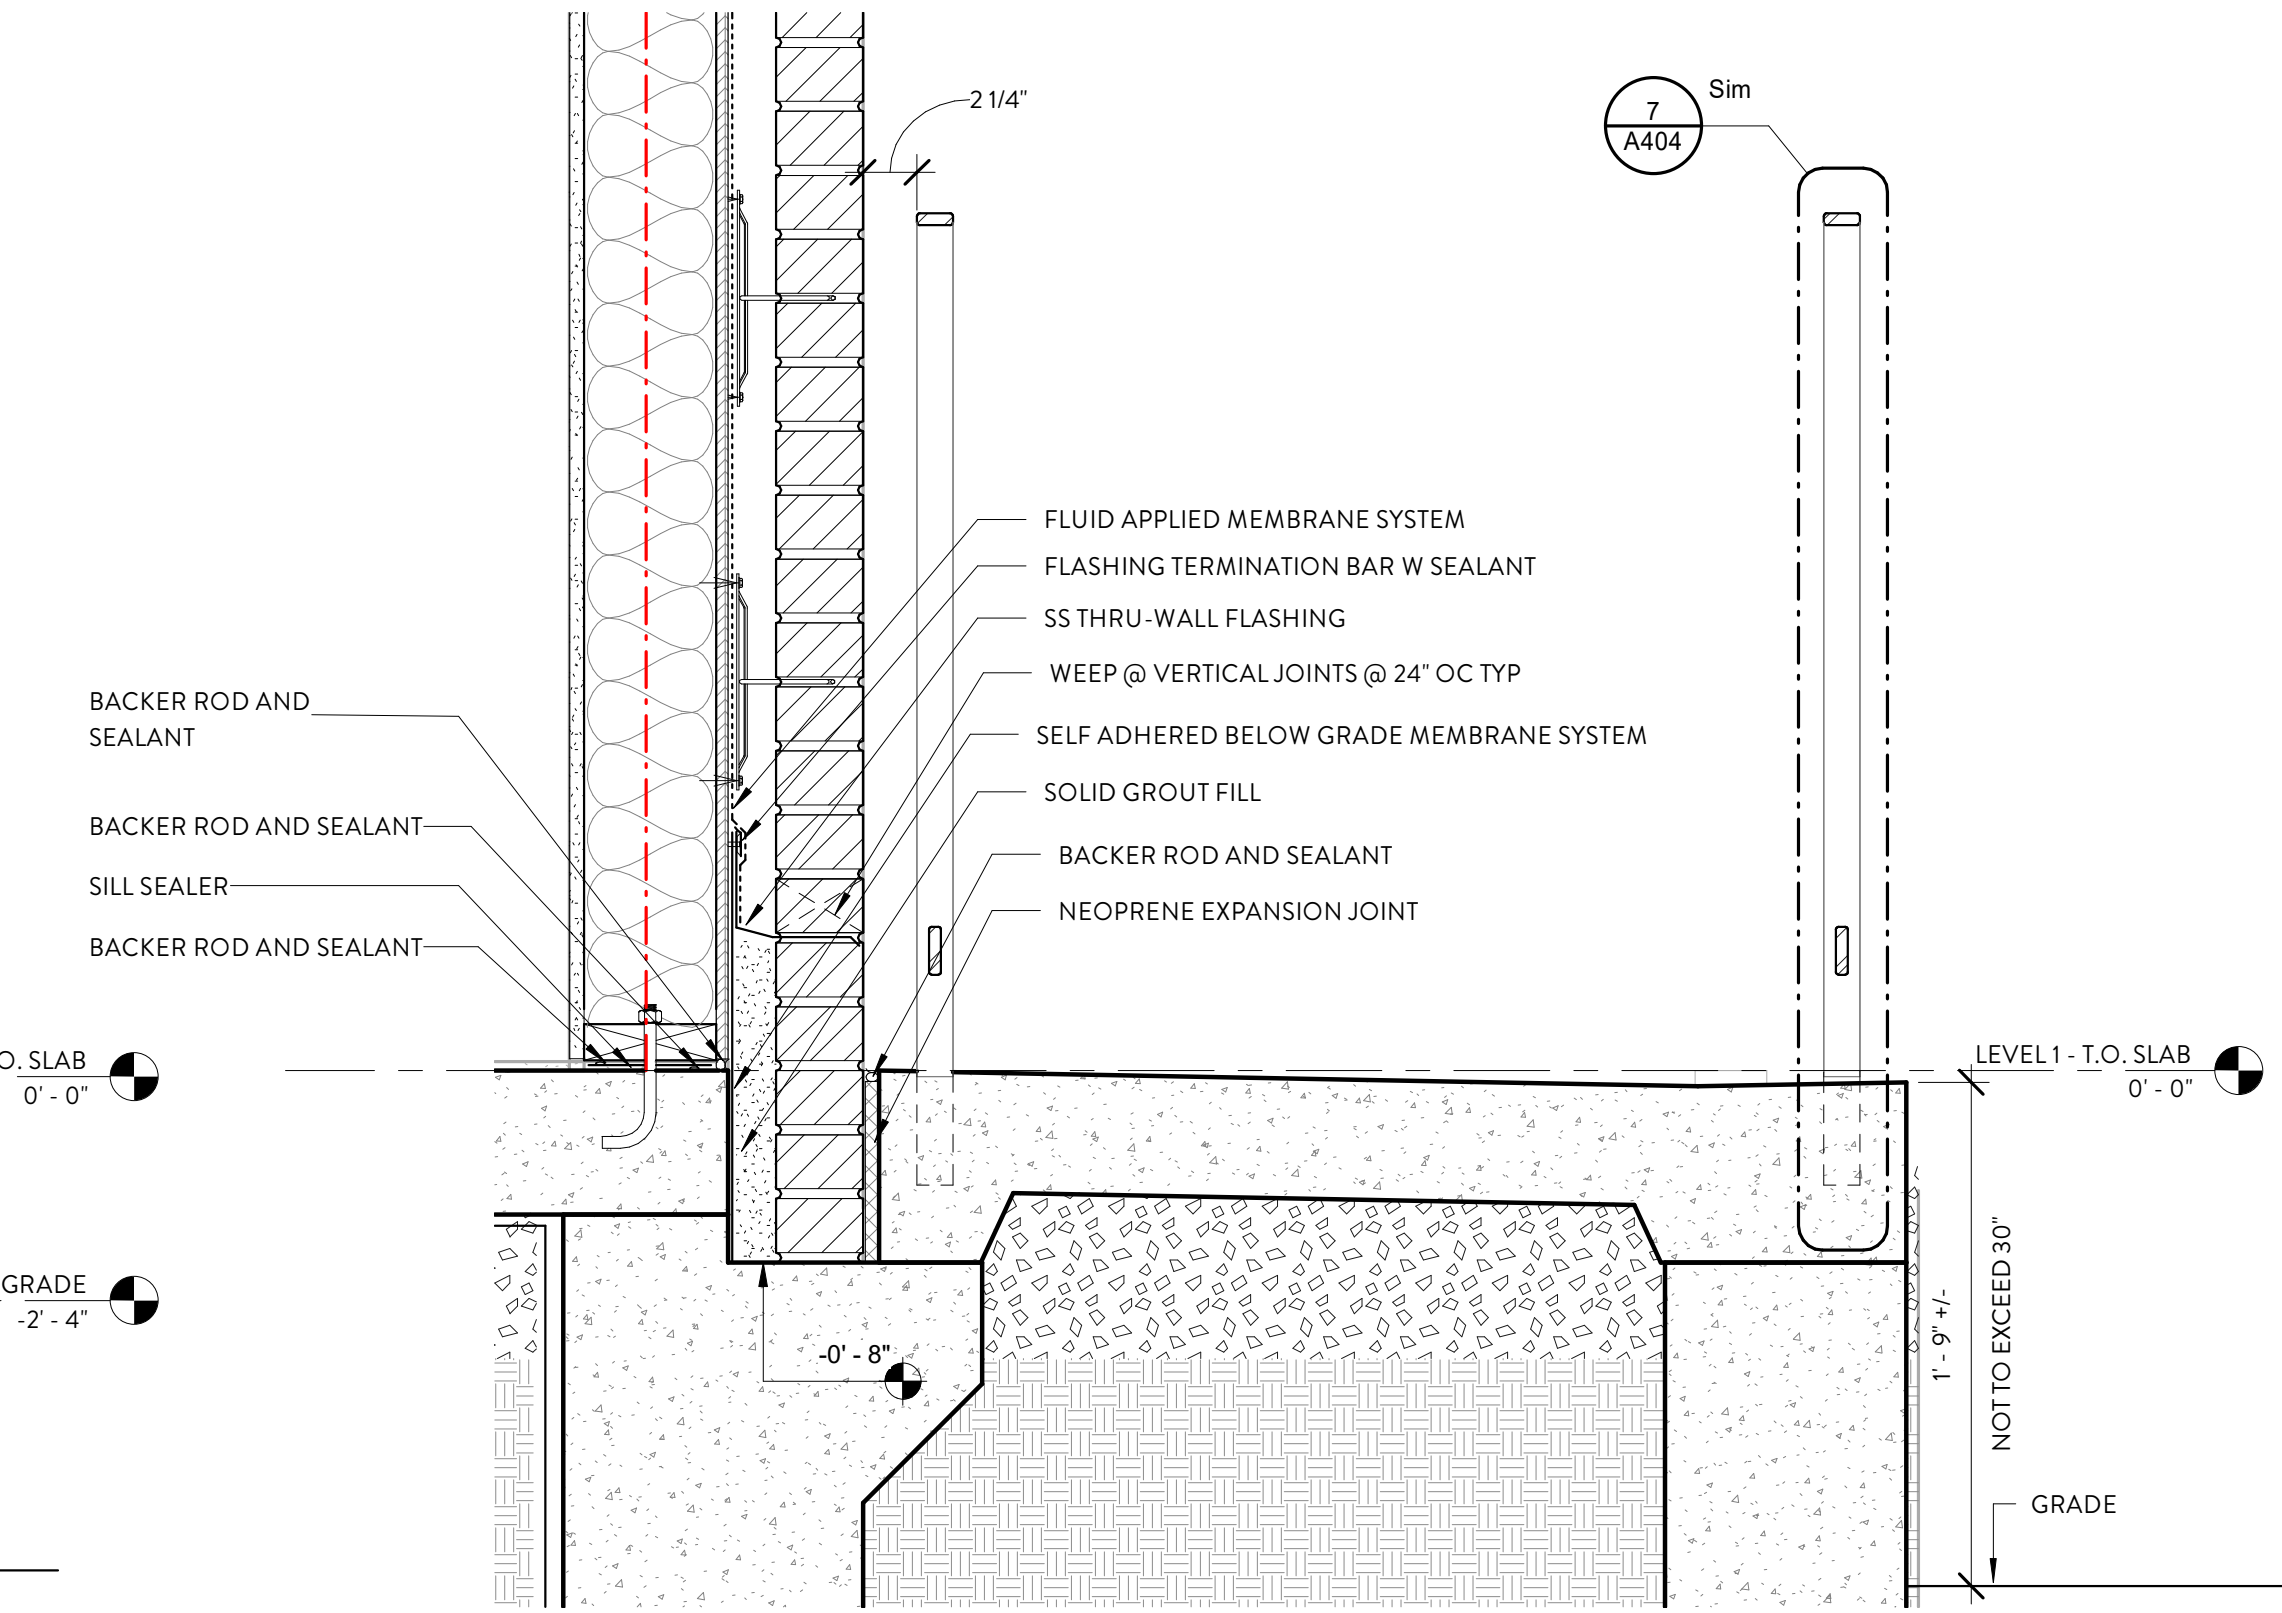 2 1/4"
7
A404
Sim
FLUID APPLIED MEMBRANE SYSTEM
FLASHING TERMINATION BAR W SEALANT
SS THRU-WALL FLASHING
WEEP @ VERTICAL JOINTS @ 24" OC TYP
SELF ADHERED BELOW GRADE MEMBRANE SYSTEM
SOLID GROUT FILL
BACKER ROD AND SEALANT
NEOPRENE EXPANSION JOINT
BACKER ROD AND
SEALANT
BACKER ROD AND SEALANT
SILL SEALER
BACKER ROD AND SEALANT
O. SLAB
0' - 0"
GRADE
-2' - 4"
-0' - 8"
LEVEL 1 - T.O. SLAB
0' - 0"
1' - 9" +/-
NOT TO EXCEED 30"
GRADE